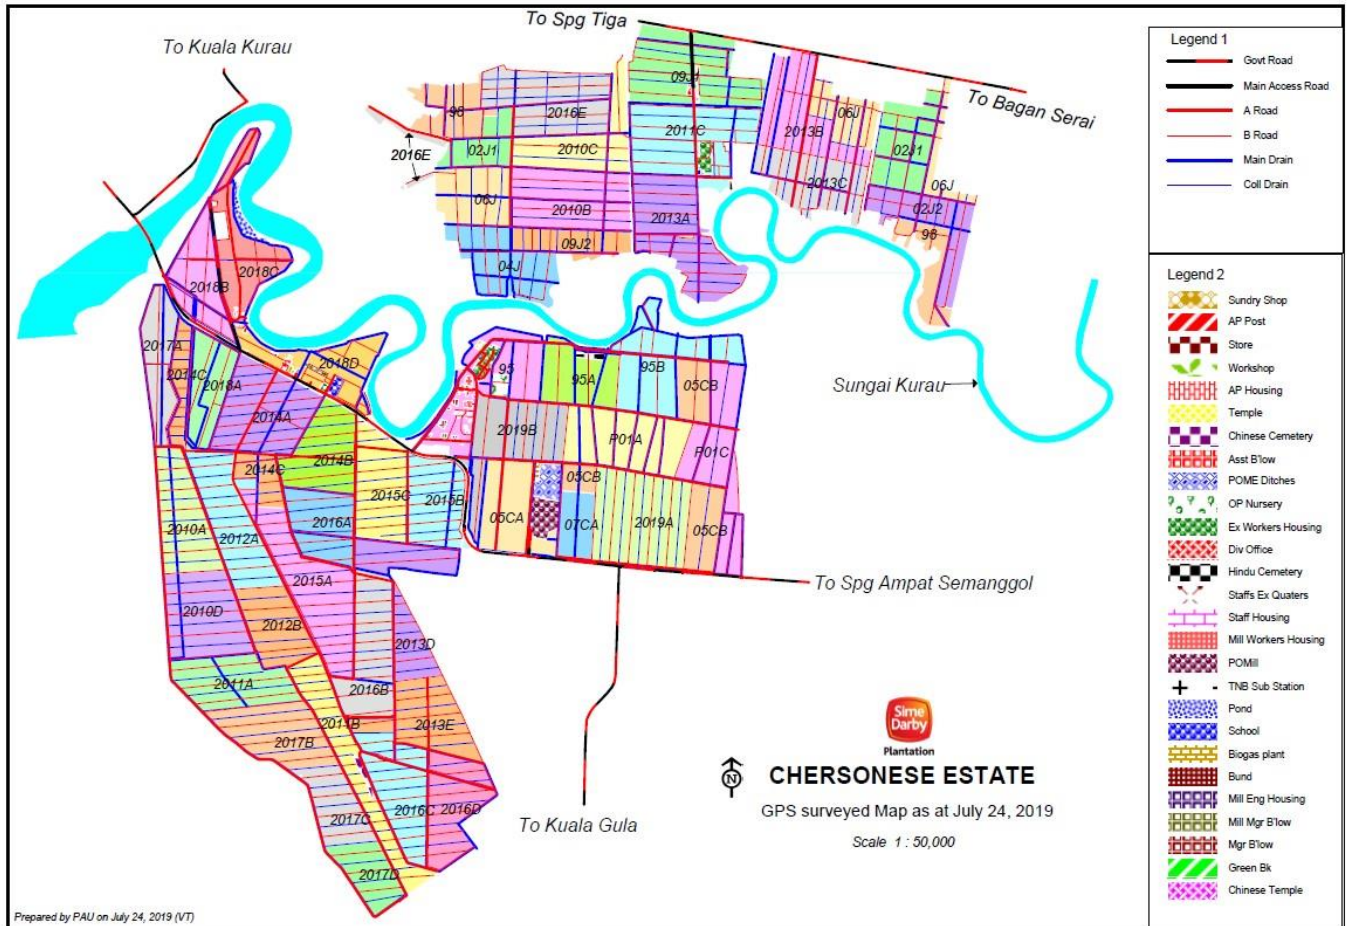 To Spg Tiga
To Kuala Kurau
To Bagan Serai
09J1
98
2016E
2011C
06J
2013B
02J1
2016E
02J1
2010C
2013C
06J
06J
2010B
2013A
02J2
98
09J2
04J
2018C
2018B
2017A
2014C
2018A
2018D
95
95A
95B
05CB
Sungai Kurau
2014A
2019B
P01A
P01C
2014C
2014B
2015C
2015B
05CB
2010A
2012A
2016A
05CA
07CA
2019A
05CB
2015A
To Spg Ampat Semanggol
2010D
2012B
2013D
2011A
2016B
2011B
2013E
2017B
2016C
2016D
2017C
2017D
To Kuala Gula
Sime
Darby
Plantation
N
CHERSONESE ESTATE
GPS surveyed Map as at July 24, 2019
Scale 1 : 50,000
Prepared by PAU on July 24, 2019 (VT)
Legend 1
Govt Road
Main Access Road
A Road
B Road
Main Drain
Coll Drain
Legend 2
Sundry Shop
AP Post
Store
Workshop
AP Housing
Temple
Chinese Cemetery
Asst B'low
POME Ditches
OP Nursery
Ex Workers Housing
Div Office
Hindu Cemetery
Staffs Ex Quaters
Staff Housing
Mill Workers Housing
POMill
TNB Sub Station
Pond
School
Biogas plant
Bund
Mill Eng Housing
Mill Mgr B'low
Mgr B'low
Green Bk
Chinese Temple